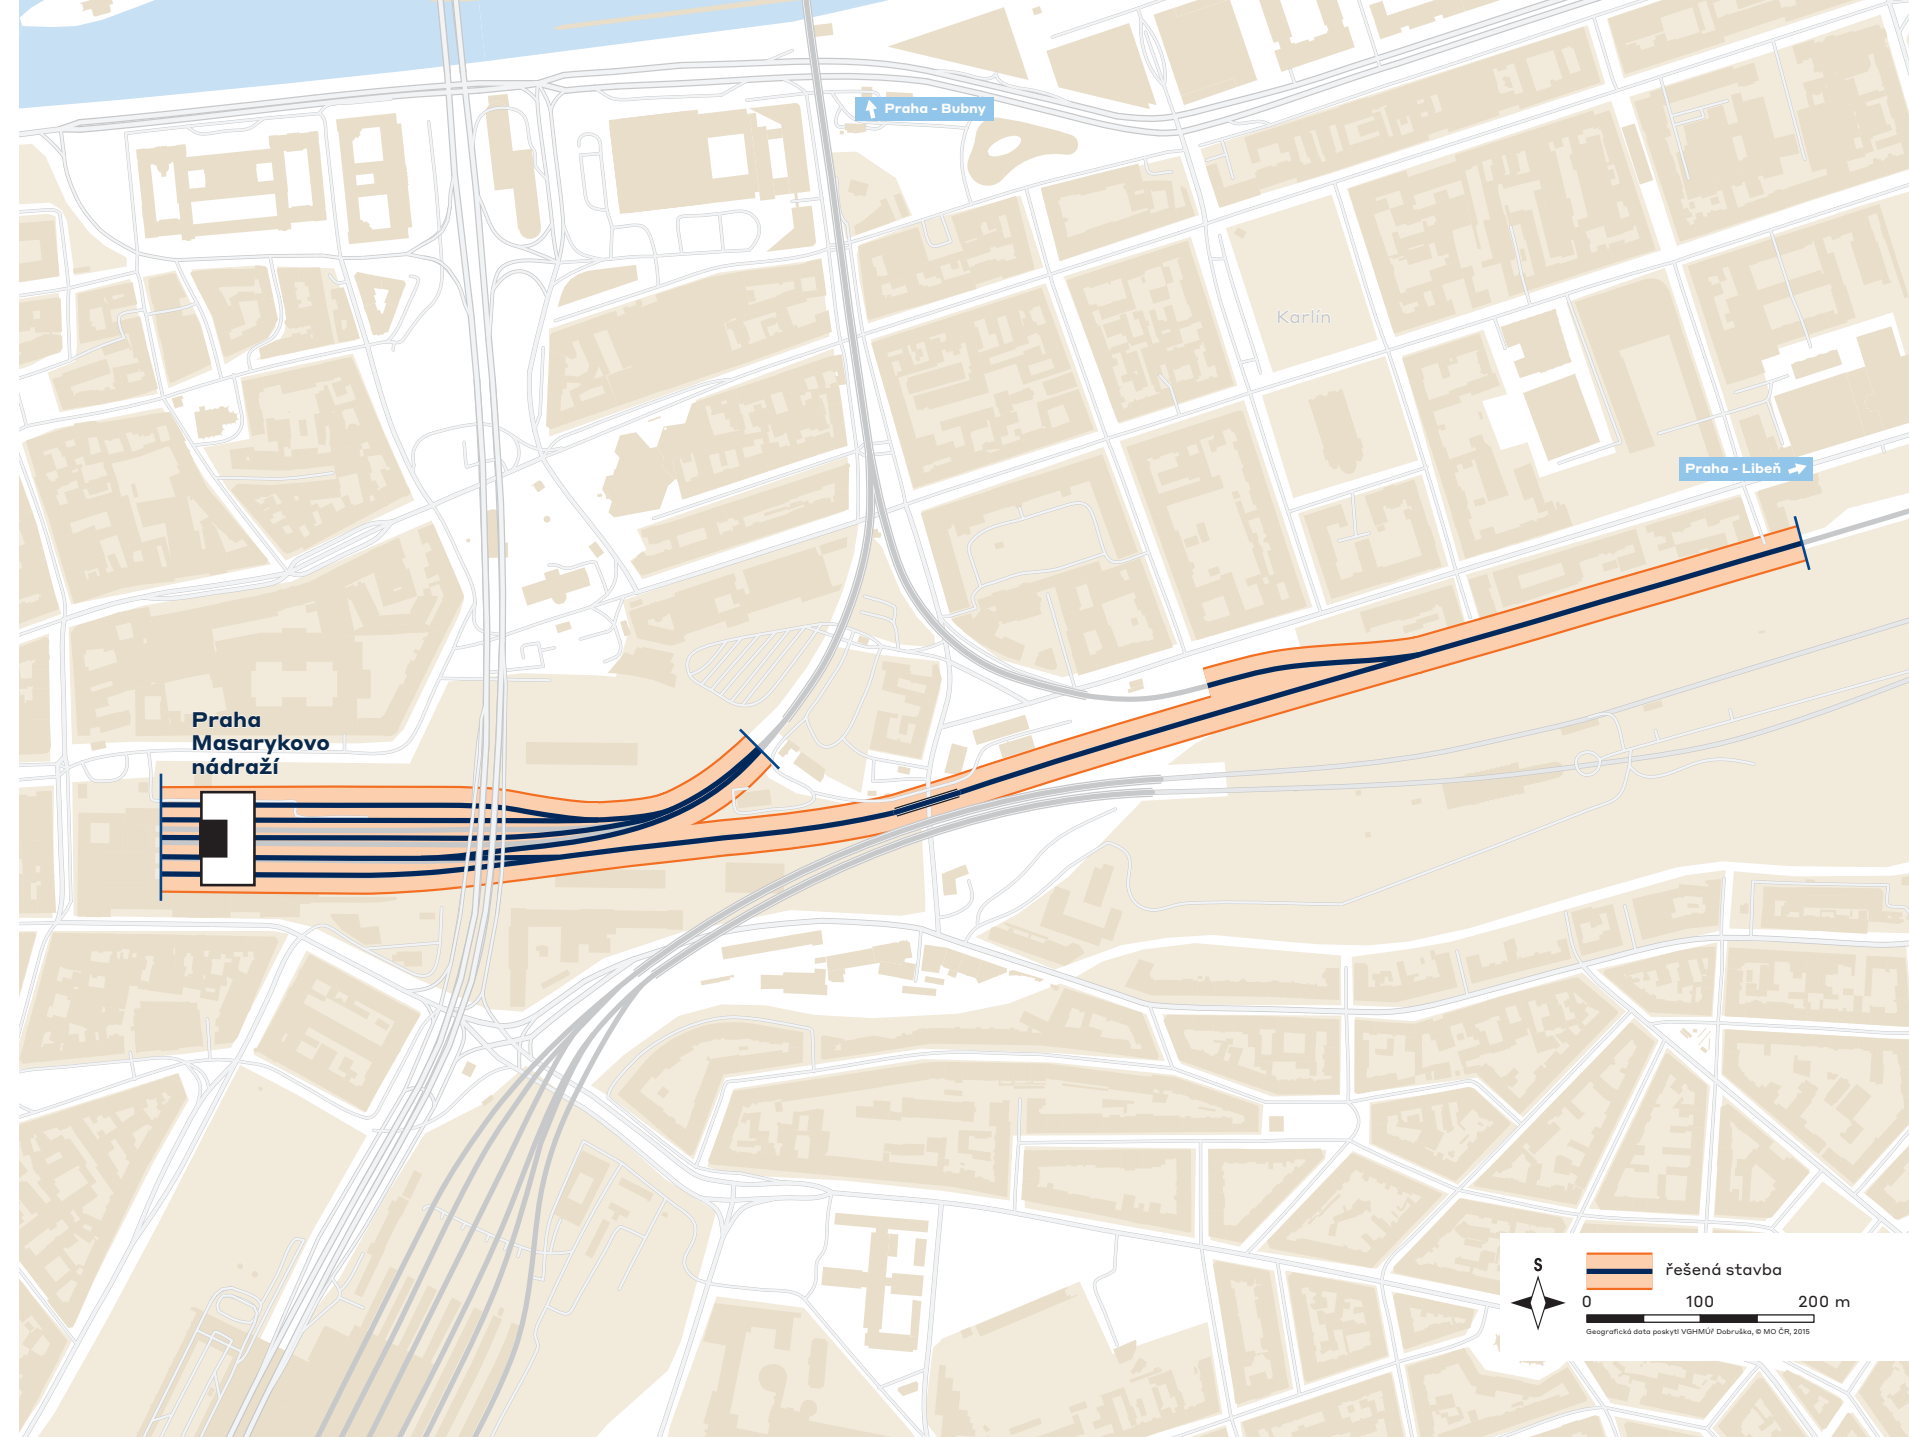 Praha - Bubny
Karlín
Praha - Libeň
Praha
Masarykovo
nádraží
S
řešená stavba
0 100 200 m
Geografická data poskytl VGHMÚř Dobruška, © MO ČR, 2015